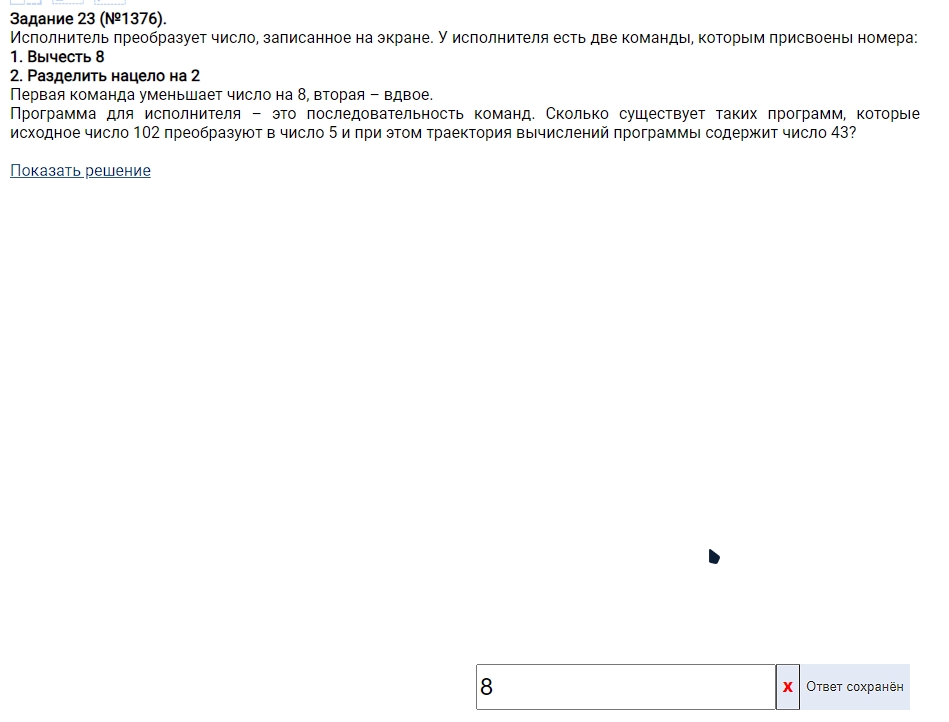 Задание 23 (№1376).
Исполнитель преобразует число, записанное на экране. У исполнителя есть две команды, которым присвоены номера:
1. Вычесть 8
2. Разделить нацело на 2
Первая команда уменьшает число на 8, вторая – вдвое.
Программа для исполнителя – это последовательность команд. Сколько существует таких программ, которые
исходное число 102 преобразуют в число 5 и при этом траектория вычислений программы содержит число 43?
Показать решение
8
x Ответ сохранён